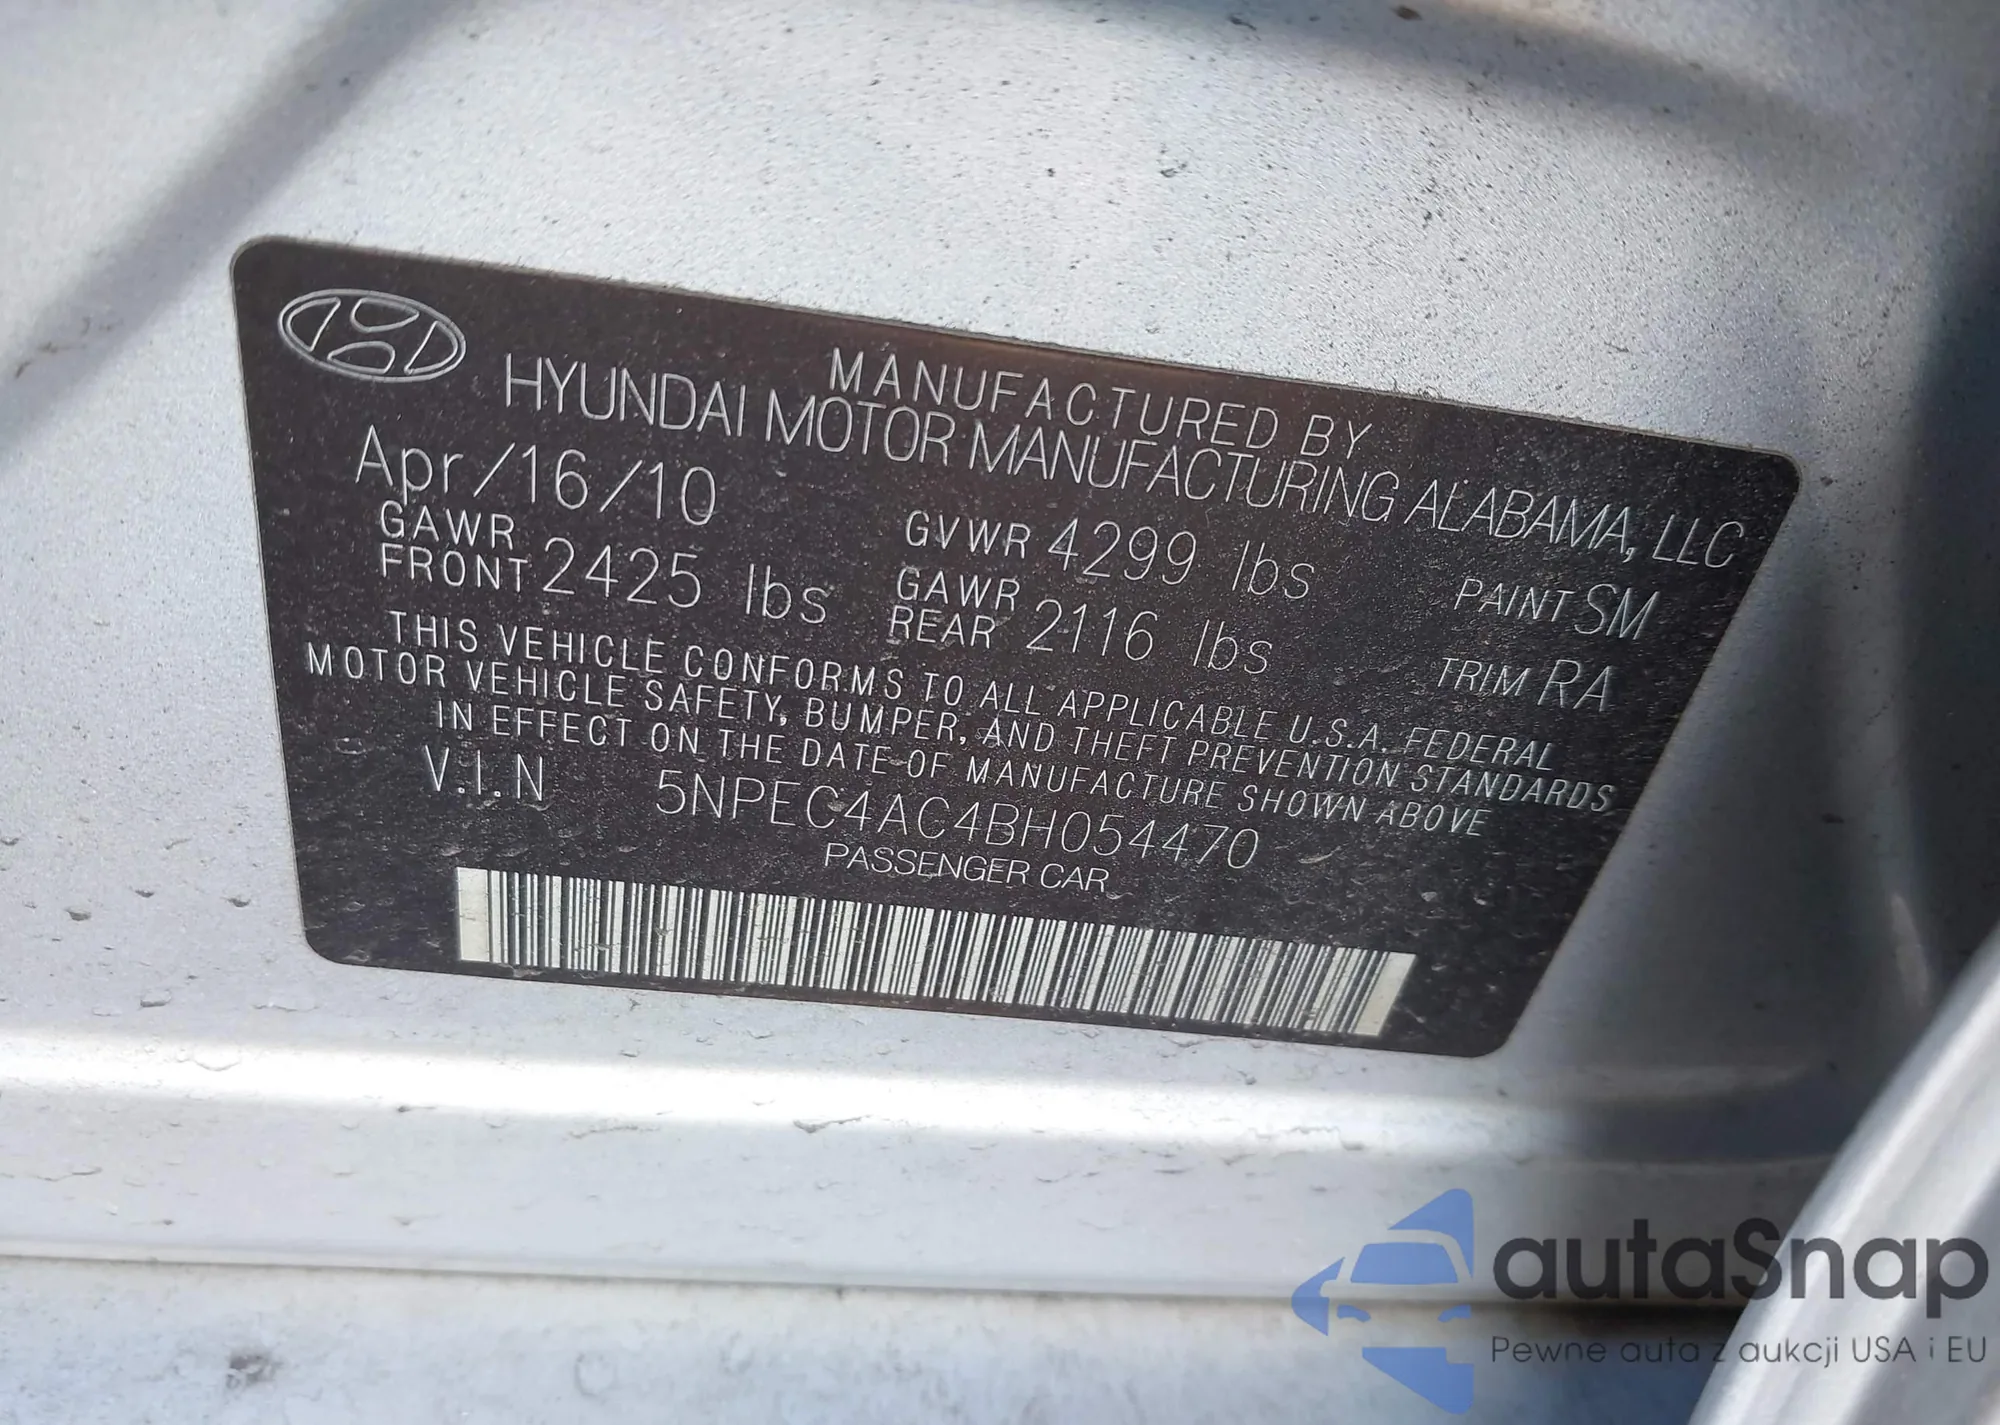 MANUFACTURED BY
HYUNDAI MOTOR MANUFACTURING ALABAMA, LLC
Apr/16/10
GVWR 4299 lbs
PAINT SM
GAWR FRONT 2425 lbs
GAWR REAR 2116 lbs
TRIM RA
THIS VEHICLE CONFORMS TO ALL APPLICABLE U.S.A. FEDERAL
MOTOR VEHICLE SAFETY, BUMPER, AND THEFT PREVENTION STANDARDS
IN EFFECT ON THE DATE OF MANUFACTURE SHOWN ABOVE
V.I.N 5NPEC4AC4BH054470
PASSENGER CAR
autaSnap
Pewne auta z aukcji USA i EU